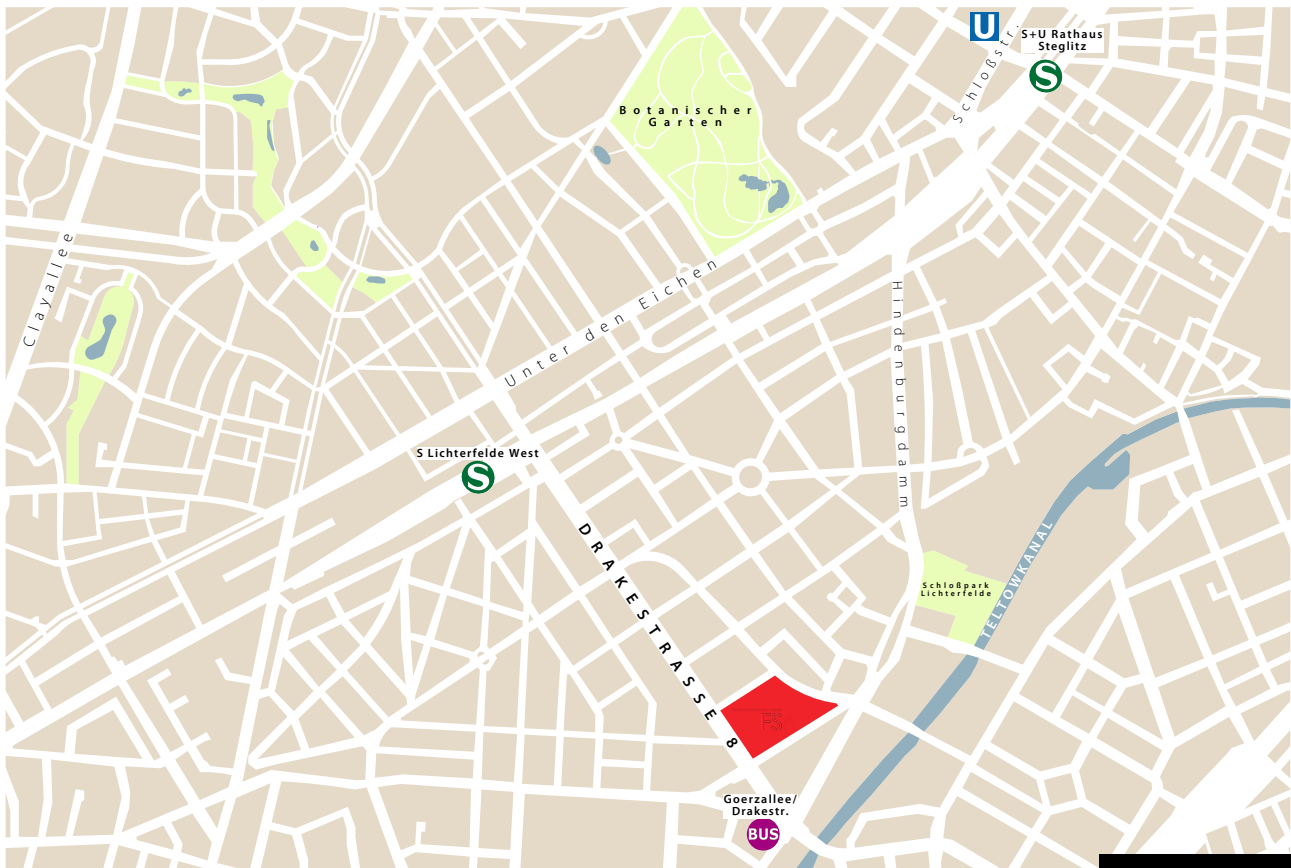 U
S+U Rathaus
Steglitz
S
Schloßstr.
Botanischer
Garten
Clayallee
Unter den Eichen
Hindenburgdamm
S Lichterfelde West
S
DRAKESTRASSE 8
TELTOWKANAL
Schloßpark
Lichterfelde
Goerzallee/
Drakestr.
BUS